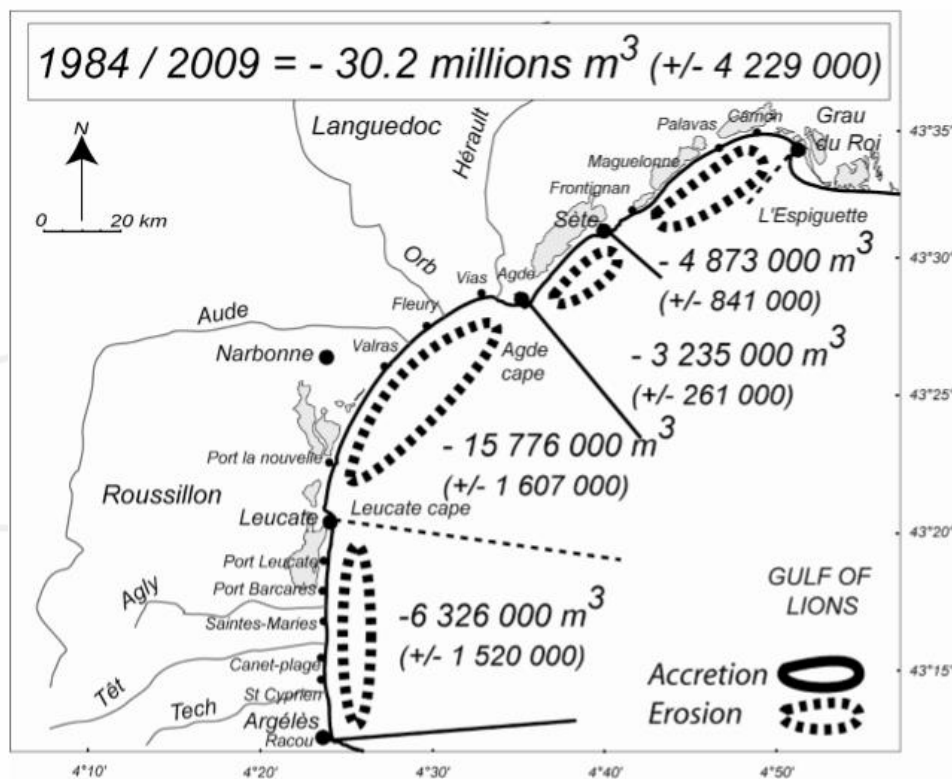 1984 / 2009 = - 30.2 millions m³ (+/- 4 229 000)
N
0 20 km
Languedoc
Hérault
Palavas
Carnon
Grau
du Roi
43°35'
Maguelonne
Frontignan
Sète
L'Espiguette
43°30'
- 4 873 000 m³
(+/- 841 000)
Orb
Vias
Agde
Fleury
Aude
Valras
Narbonne
Agde
cape
- 3 235 000 m³
(+/- 261 000)
43°25'
- 15 776 000 m³
(+/- 1 607 000)
Port la nouvelle
Roussillon
Leucate
Leucate cape
43°20'
Port Leucate
Agly
Port Barcarès
GULF OF
LIONS
Saintes-Maries
-6 326 000 m³
(+/- 1 520 000)
Canet-plage
Têt
St Cyprien
Tech
Argélès
Racou
Accretion
Erosion
43°15'
4°10'
4°20'
4°30'
4°40'
4°50'